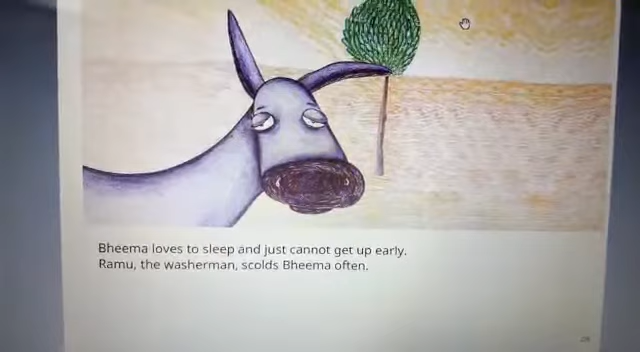 Bheema loves to sleep and just cannot get up early.
Ramu, the washerman, scolds Bheema often.